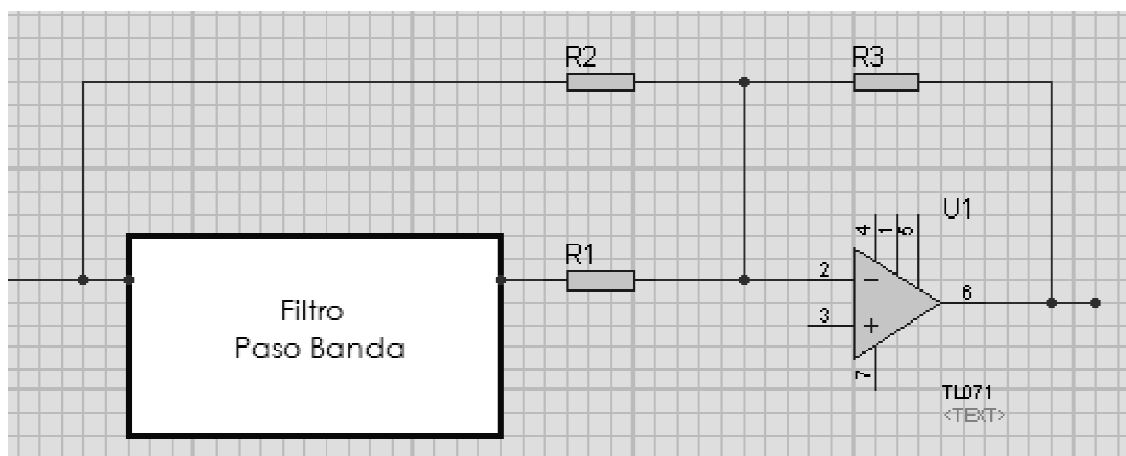 R2
R3
U1
4
1
5
R1
2
6
3
Filtro
Paso Banda
7
TL071
<TEXT>